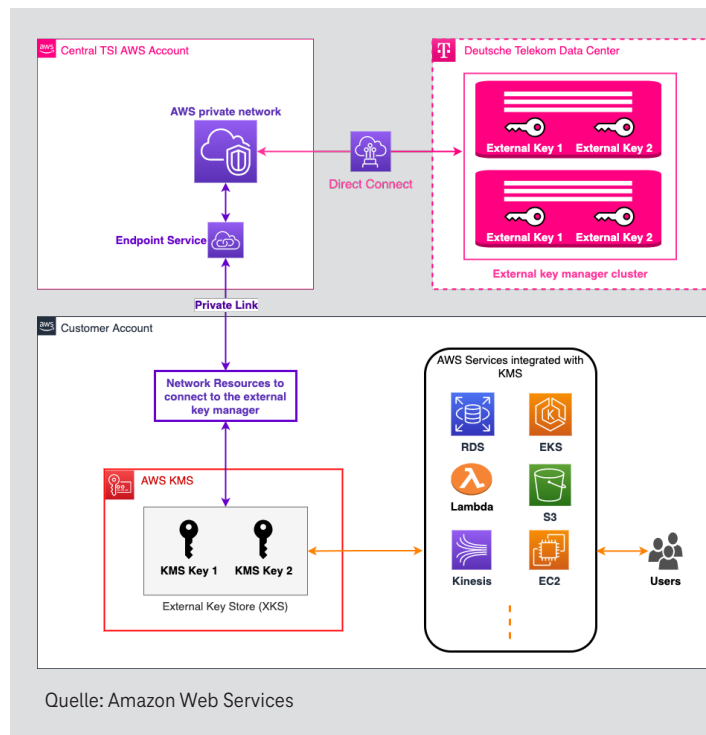 aws
Central TSI AWS Account
AWS private network
Endpoint Service
Direct Connect
T
Deutsche Telekom Data Center
External Key 1
External Key 2
External Key 1
External Key 2
External key manager cluster
Private Link
aws
Customer Account
Network Resources to
connect to the external
key manager
AWS KMS
KMS Key 1
KMS Key 2
External Key Store (XKS)
AWS Services integrated with
KMS
RDS
EKS
Lambda
S3
Kinesis
EC2
Users
Quelle: Amazon Web Services